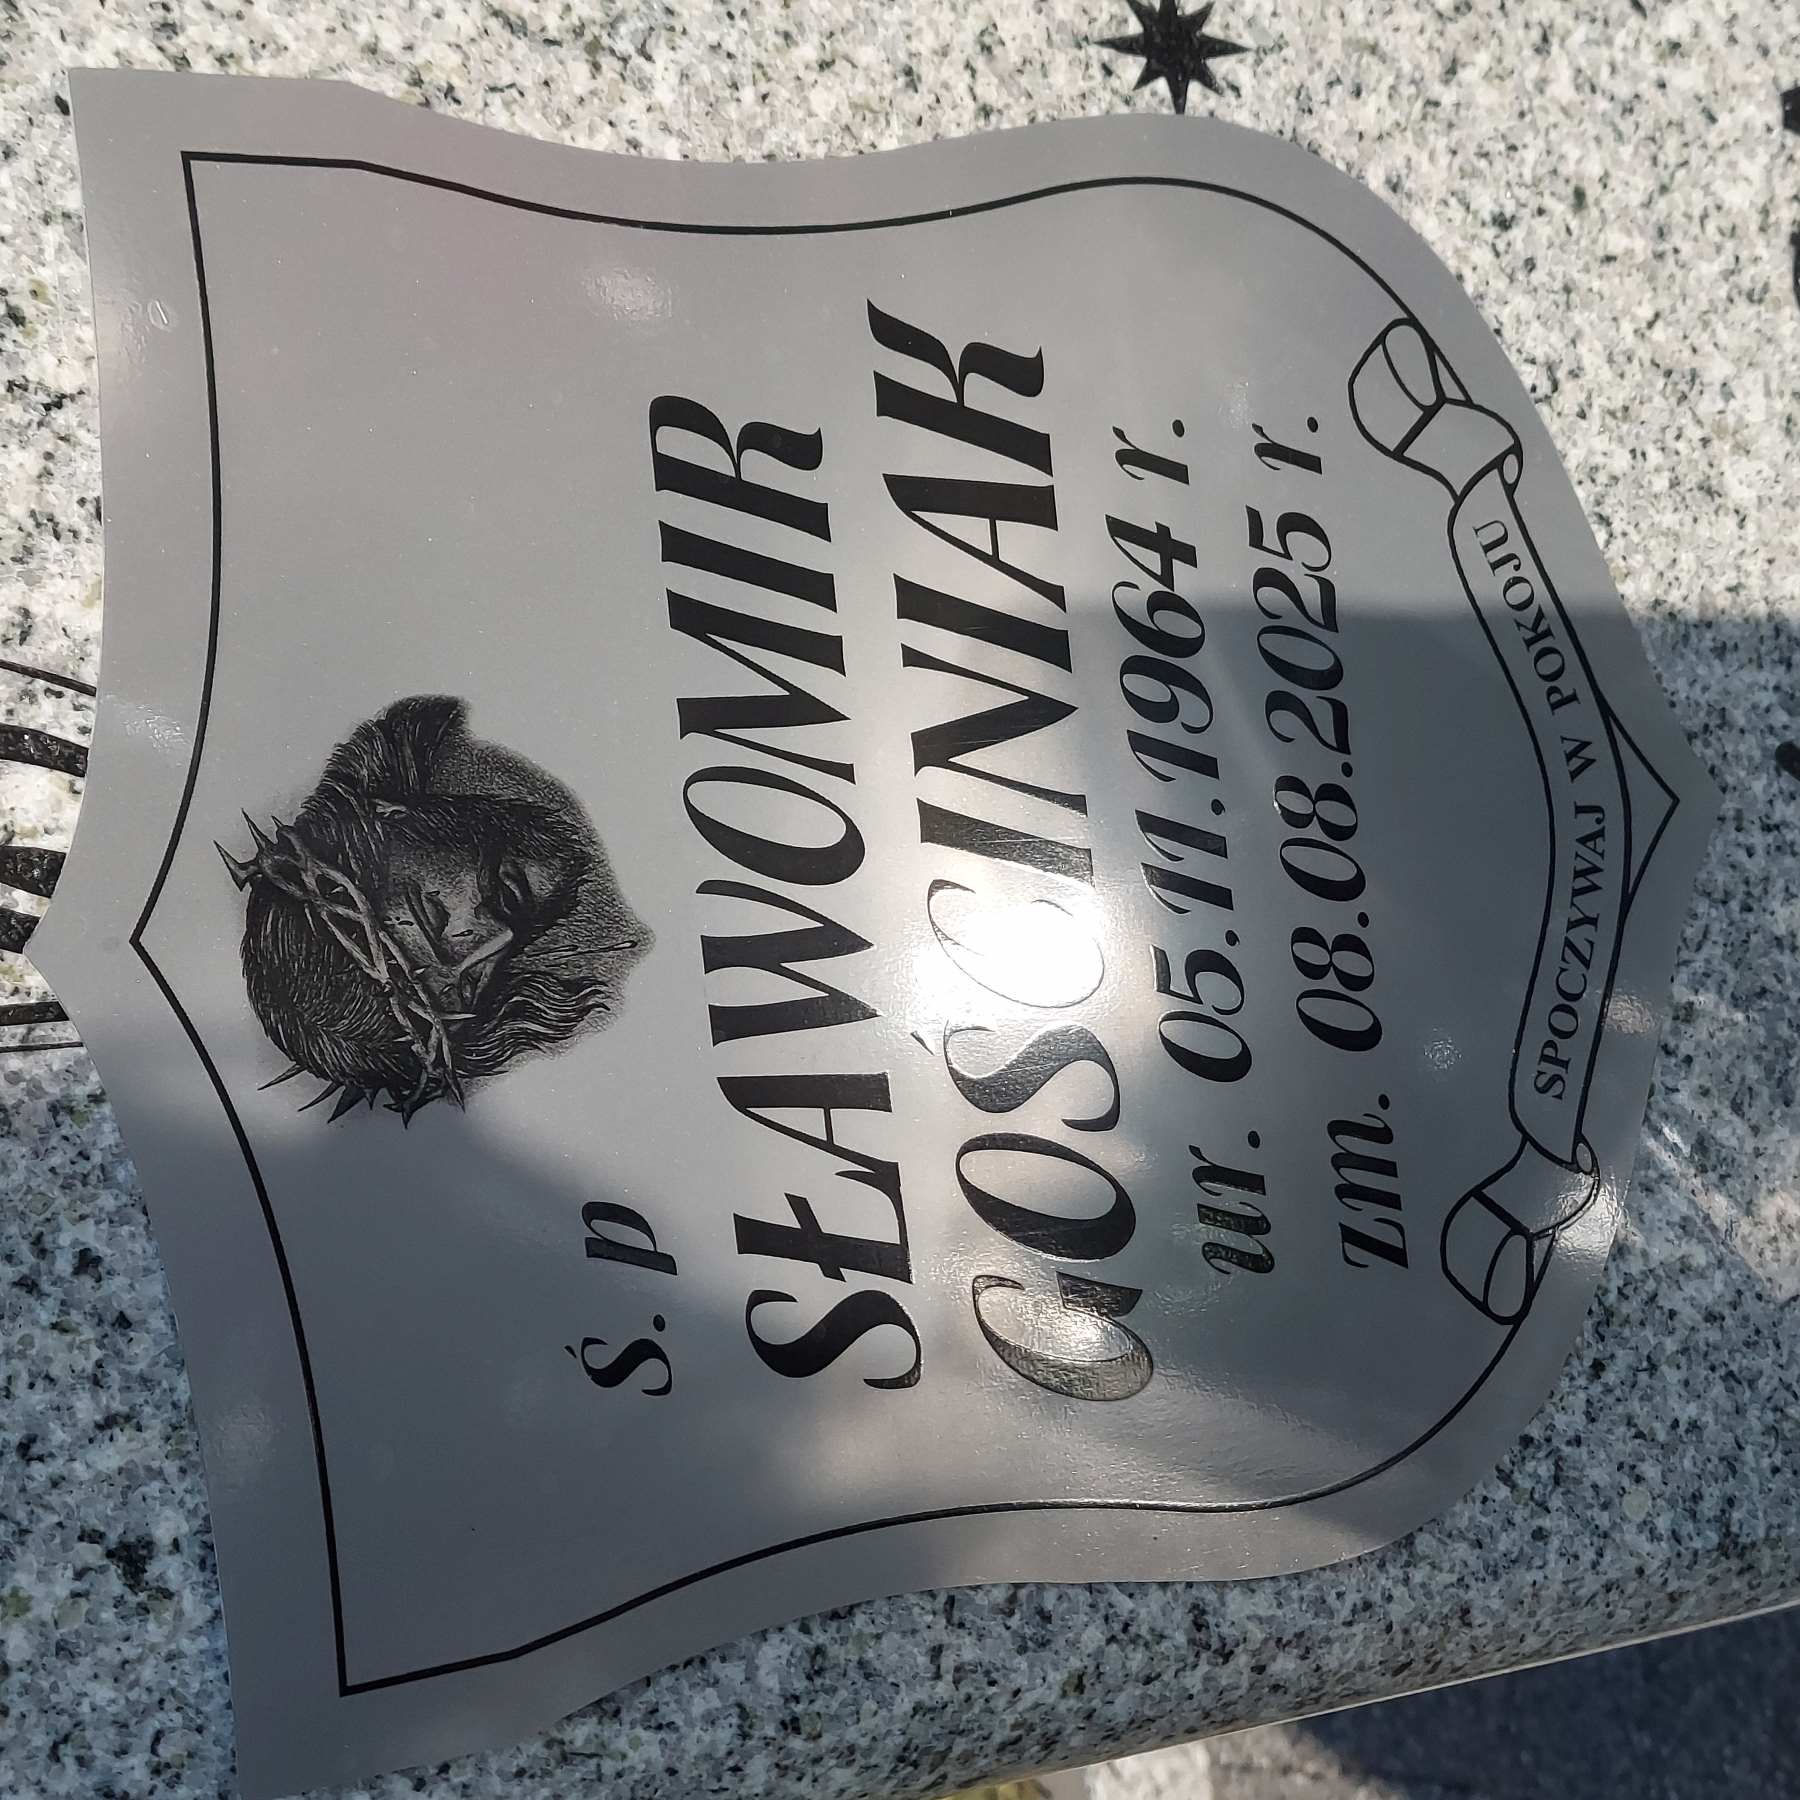 Ś. p
SŁAWOMIR
GOŚCINIAK
ur. 05.11.1964 r.
zm. 08.08.2025 r.
SPOCZYWAJ W POKOJU